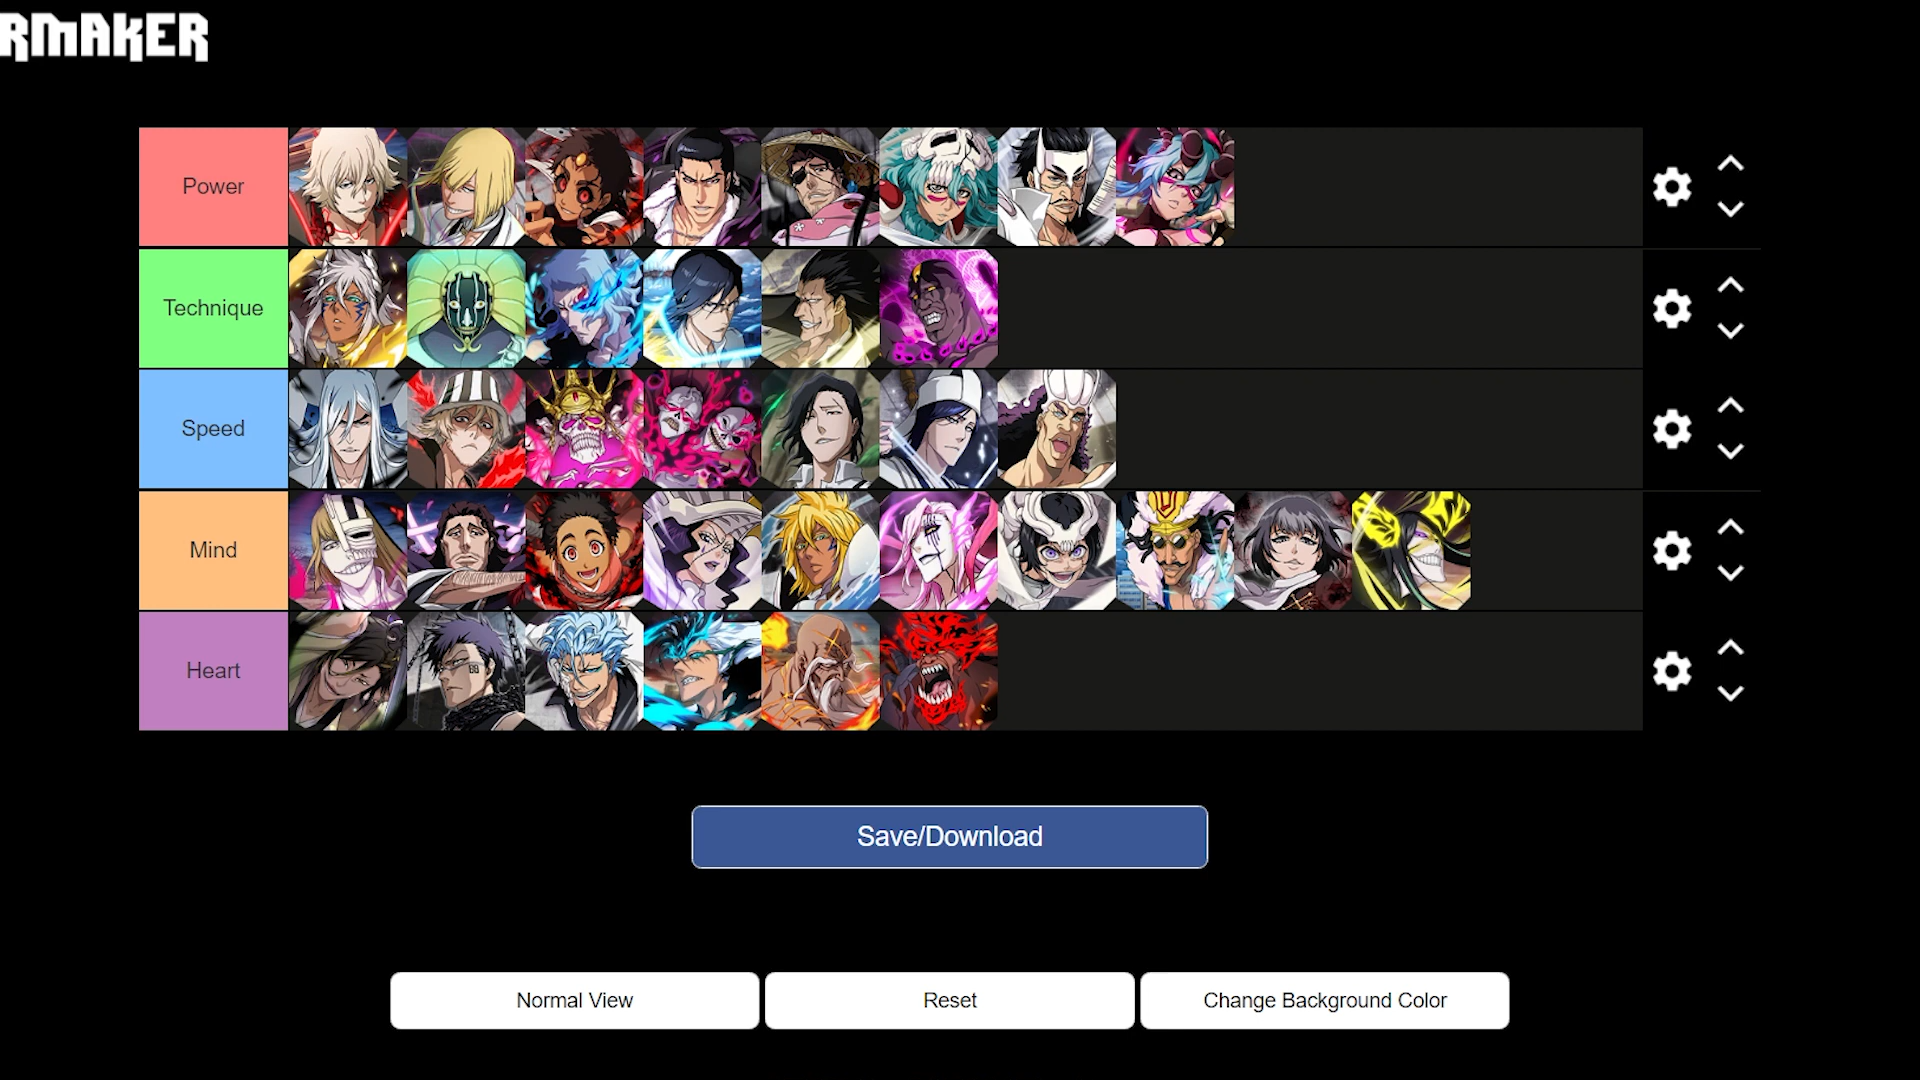 RMAKER
Power
Technique
Speed
Mind
Heart
Save/Download
Normal View
Reset
Change Background Color